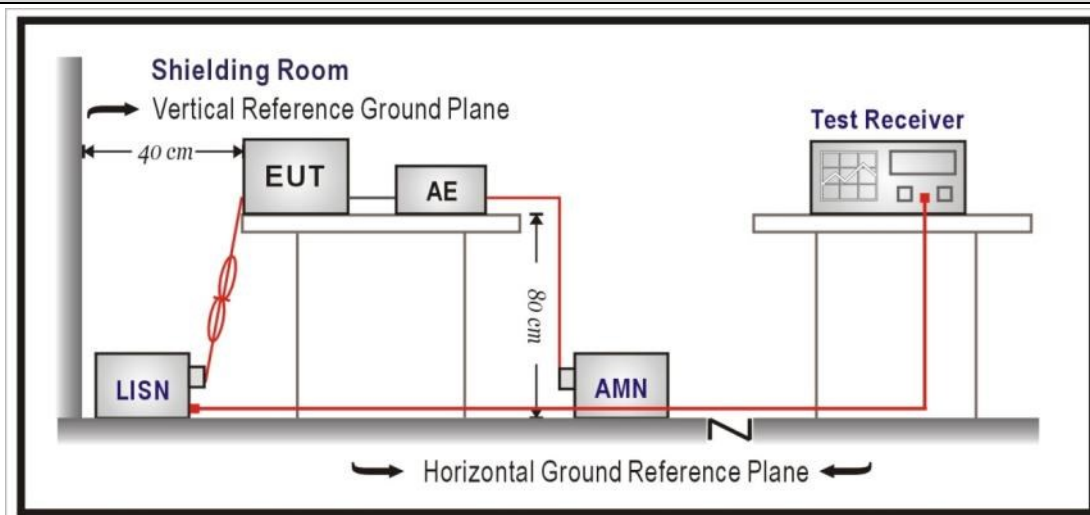 Shielding Room
Vertical Reference Ground Plane
Test Receiver
40 cm
EUT
AE
80 cm
LISN
AMN
Horizontal Ground Reference Plane